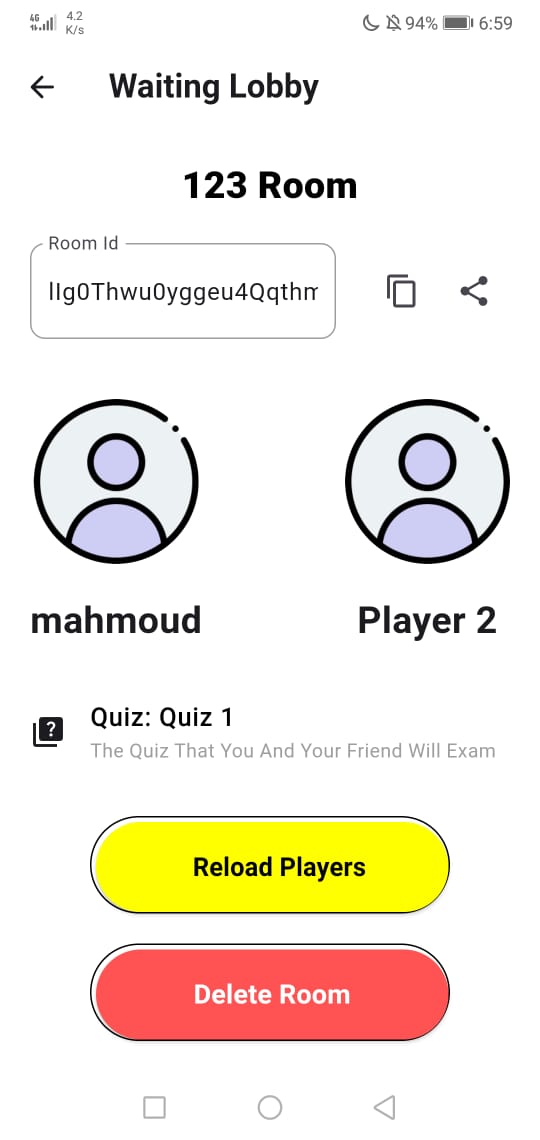 4G 4.2 K/s 94% 6:59
Waiting Lobby
123 Room
Room Id
lIg0Thwu0yggeu4Qqthm
mahmoud Player 2
?
Quiz: Quiz 1
The Quiz That You And Your Friend Will Exam
Reload Players
Delete Room